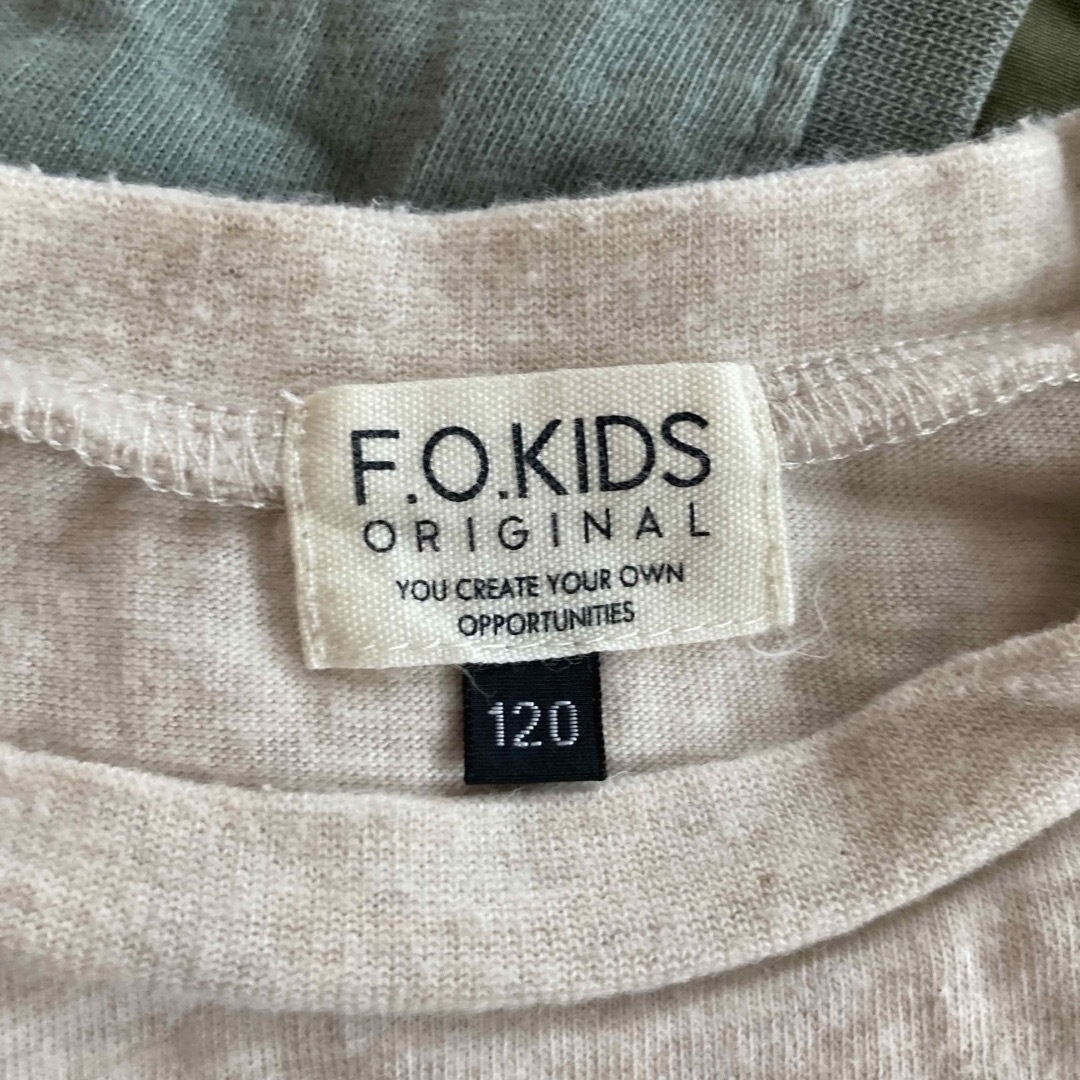 F.O.KIDS
ORIGINAL
YOU CREATE YOUR OWN
OPPORTUNITIES
120